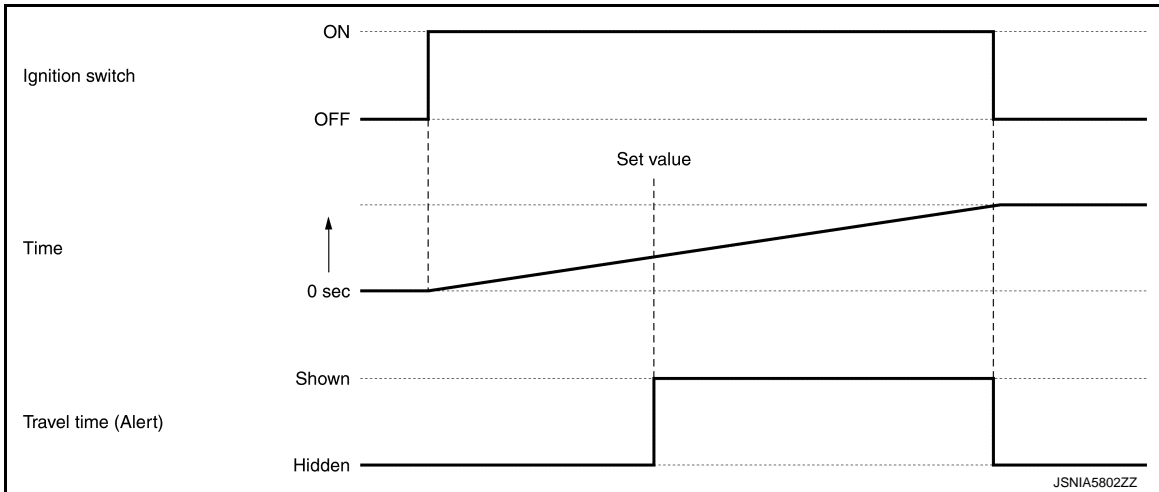 ON
Ignition switch
OFF
Set value
Time
0 sec
Shown
Travel time (Alert)
Hidden
JSNIA5802ZZ